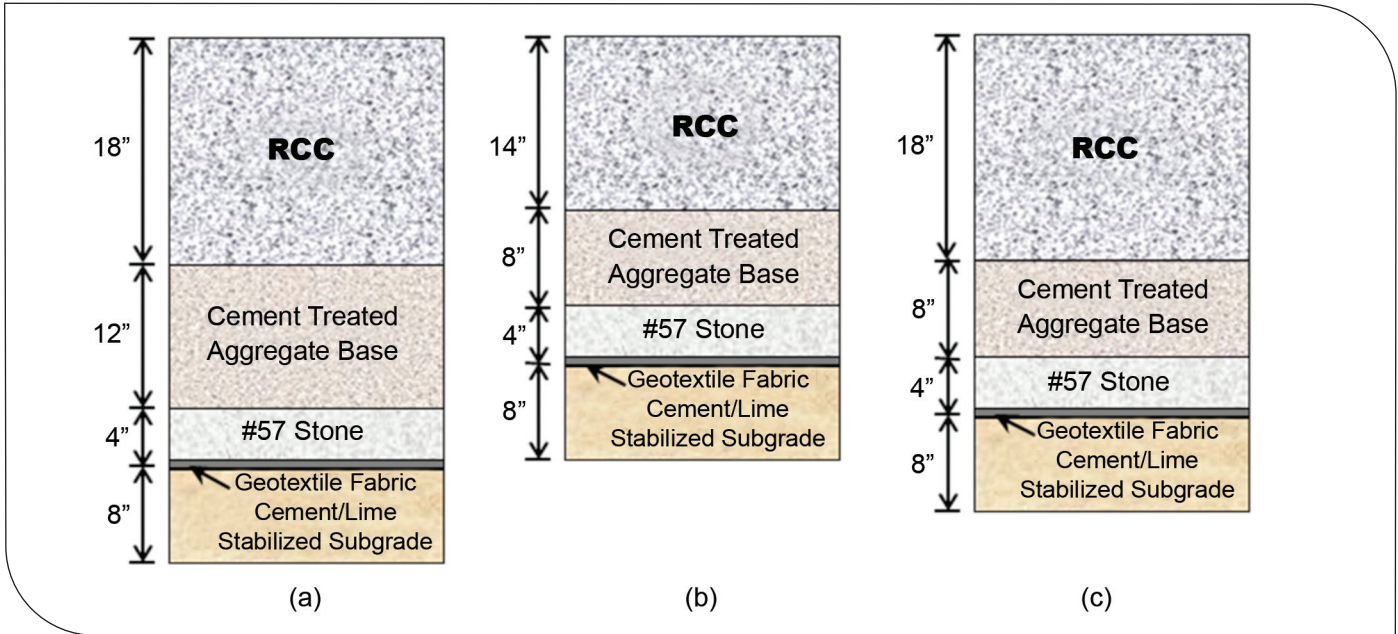 18”
RCC
12”
Cement Treated
Aggregate Base
4”
#57 Stone
8”
Geotextile Fabric
Cement/Lime
Stabilized Subgrade
(a)
14”
RCC
8”
Cement Treated
Aggregate Base
4”
#57 Stone
8”
Geotextile Fabric
Cement/Lime
Stabilized Subgrade
(b)
18”
RCC
8”
Cement Treated
Aggregate Base
4”
#57 Stone
8”
Geotextile Fabric
Cement/Lime
Stabilized Subgrade
(c)